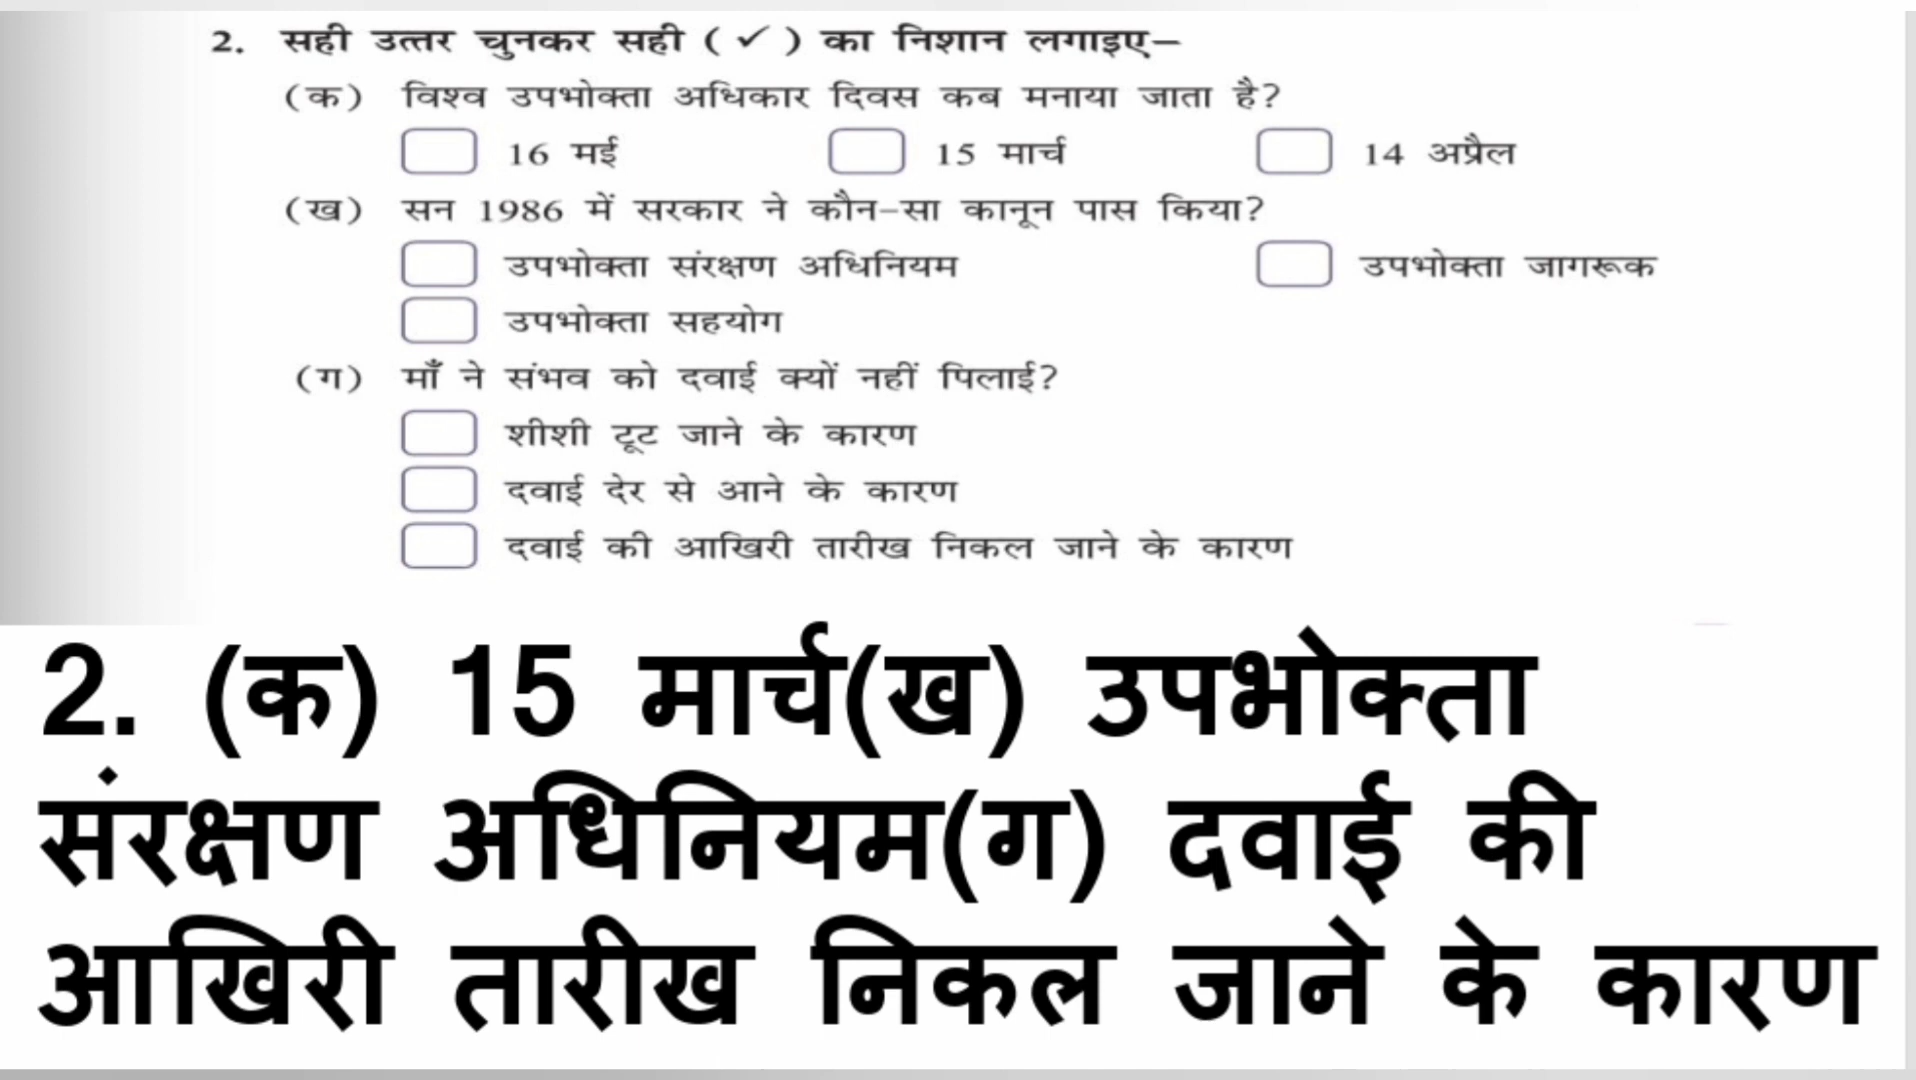 2. सही उत्तर चुनकर सही ( ✓ ) का निशान लगाइए–
(क) विश्व उपभोक्ता अधिकार दिवस कब मनाया जाता है?
16 मई 15 मार्च 14 अप्रैल
(ख) सन 1986 में सरकार ने कौन-सा कानून पास किया?
उपभोक्ता संरक्षण अधिनियम उपभोक्ता जागरूक
उपभोक्ता सहयोग
(ग) माँ ने संभव को दवाई क्यों नहीं पिलाई?
शीशी टूट जाने के कारण
दवाई देर से आने के कारण
दवाई की आखिरी तारीख निकल जाने के कारण
2. (क) 15 मार्च(ख) उपभोक्ता
संरक्षण अधिनियम(ग) दवाई की
आखिरी तारीख निकल जाने के कारण